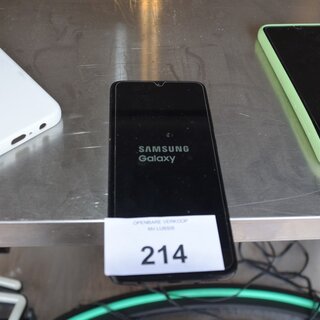 SAMSUNG
Galaxy
OPENBARE VERKOOP
214